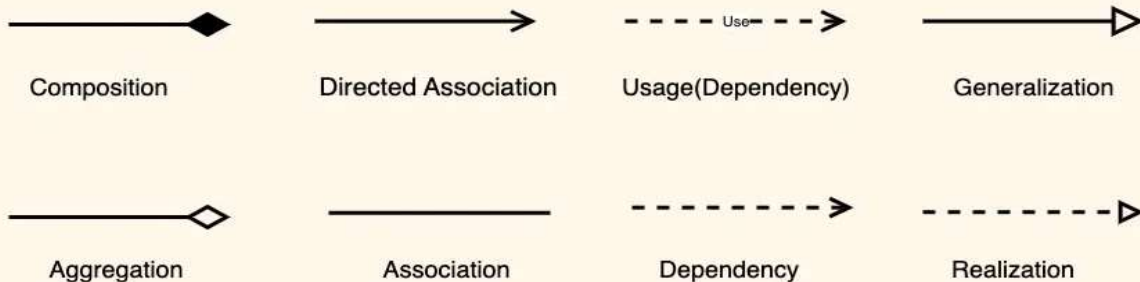 Use
Composition
Directed Association
Usage(Dependency)
Generalization
Aggregation
Association
Dependency
Realization